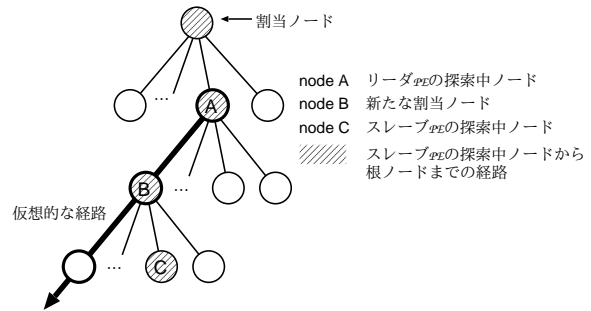 割当ノード
node A リーダPEの探索中ノード
node B 新たな割当ノード
node C スレーブPEの探索中ノード
スレーブPEの探索中ノードから
根ノードまでの経路
A
...
B
...
仮想的な経路
...
C